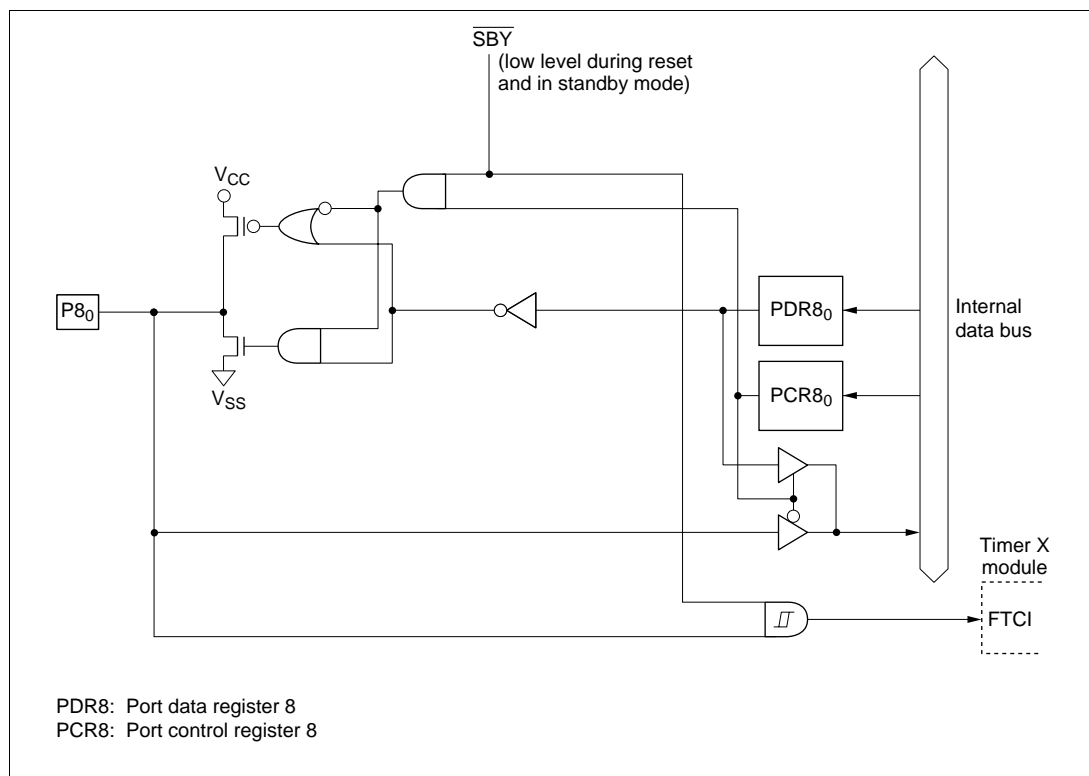 SBY
(low level during reset
and in standby mode)
VCC
P80
VSS
PDR80
PCR80
Internal
data bus
Timer X
module
FTCI
PDR8: Port data register 8
PCR8: Port control register 8